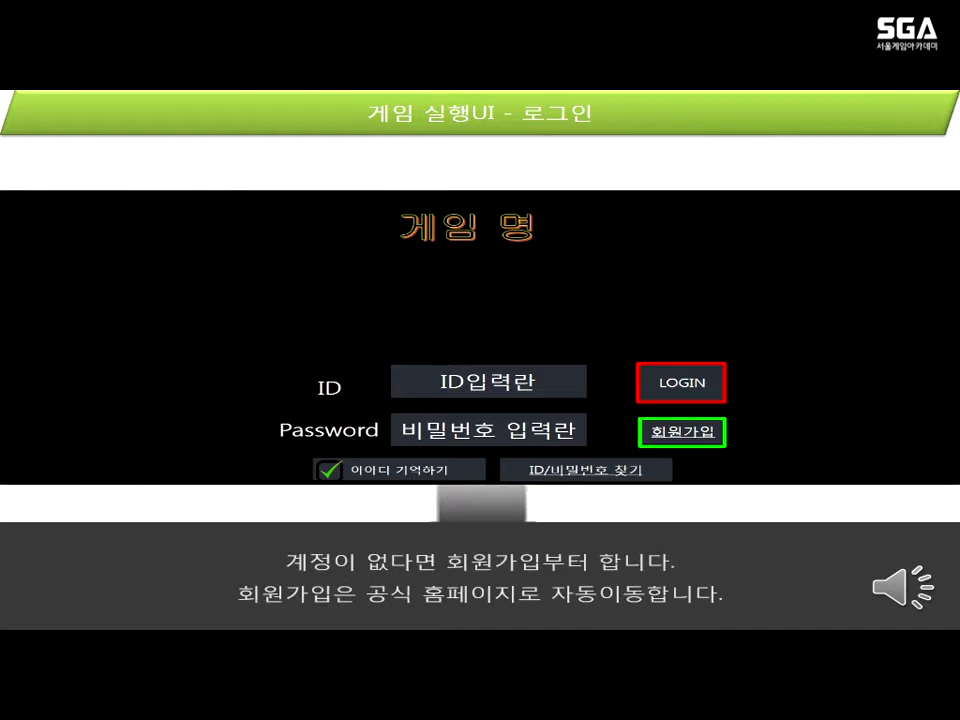 SGA
서울게임아카데미
게임 실행UI - 로그인
게임 명
ID
ID입력란
LOGIN
Password
비밀번호 입력란
회원가입
아이디 기억하기
ID/비밀번호 찾기
계정이 없다면 회원가입부터 합니다.
회원가입은 공식 홈페이지로 자동이동합니다.